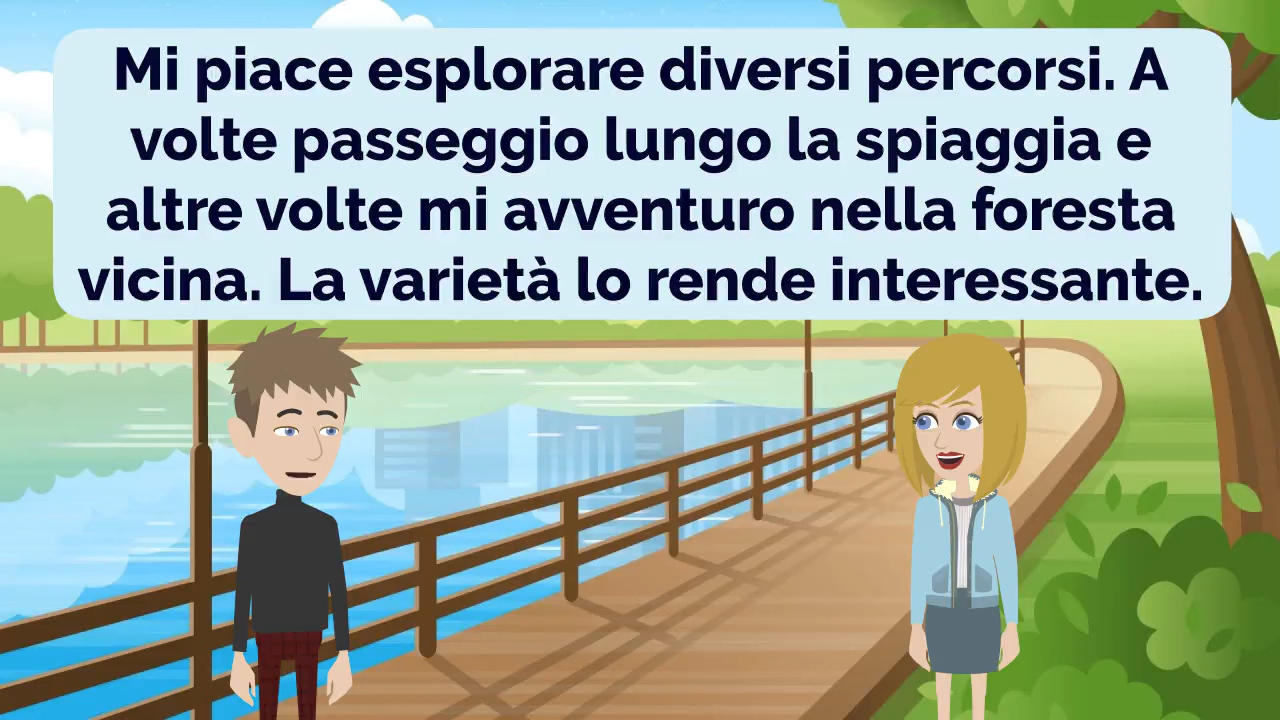 Mi piace esplorare diversi percorsi. A
volte passeggio lungo la spiaggia e
altre volte mi avventuro nella foresta
vicina. La varietà lo rende interessante.